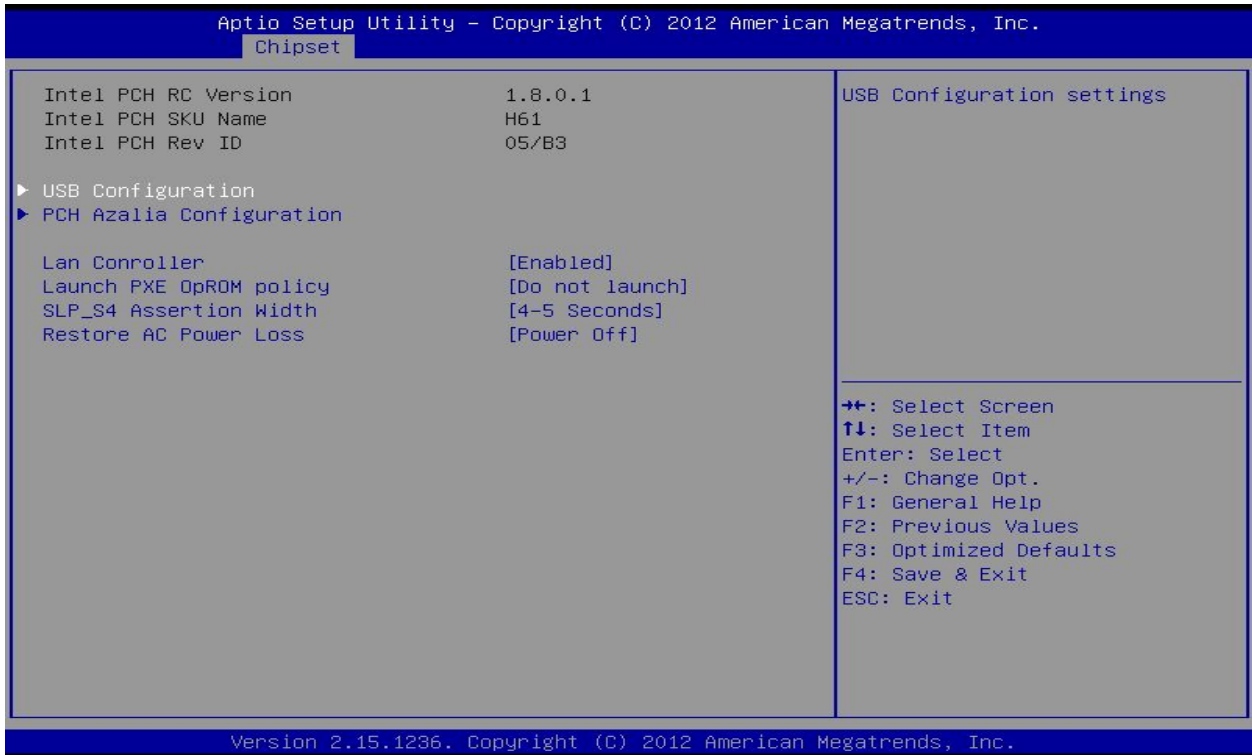 Aptio Setup Utility – Copyright (C) 2012 American Megatrends, Inc.
Chipset
Intel PCH RC Version 1.8.0.1
Intel PCH SKU Name H61
Intel PCH Rev ID 05/B3
► USB Configuration
► PCH Azalia Configuration
Lan Conroller [Enabled]
Launch PXE OpROM policy [Do not launch]
SLP_S4 Assertion Width [4-5 Seconds]
Restore AC Power Loss [Power Off]
USB Configuration settings
→←: Select Screen
↑↓: Select Item
Enter: Select
+/-: Change Opt.
F1: General Help
F2: Previous Values
F3: Optimized Defaults
F4: Save & Exit
ESC: Exit
Version 2.15.1236. Copyright (C) 2012 American Megatrends, Inc.